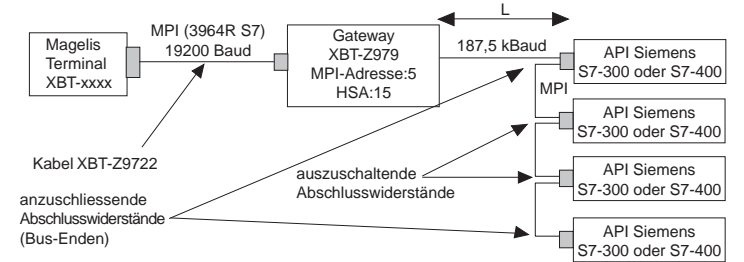 L
MPI (3964R S7)
19200 Baud
Magelis
Terminal
XBT-xxxx
Gateway
XBT-Z979
MPI-Adresse:5
HSA:15
187,5 kBaud
API Siemens
S7-300 oder S7-400
MPI
API Siemens
S7-300 oder S7-400
Kabel XBT-Z9722
auszuschaltende
Abschlusswiderstände
API Siemens
S7-300 oder S7-400
anzuschliessende
Abschlusswiderstände
(Bus-Enden)
API Siemens
S7-300 oder S7-400